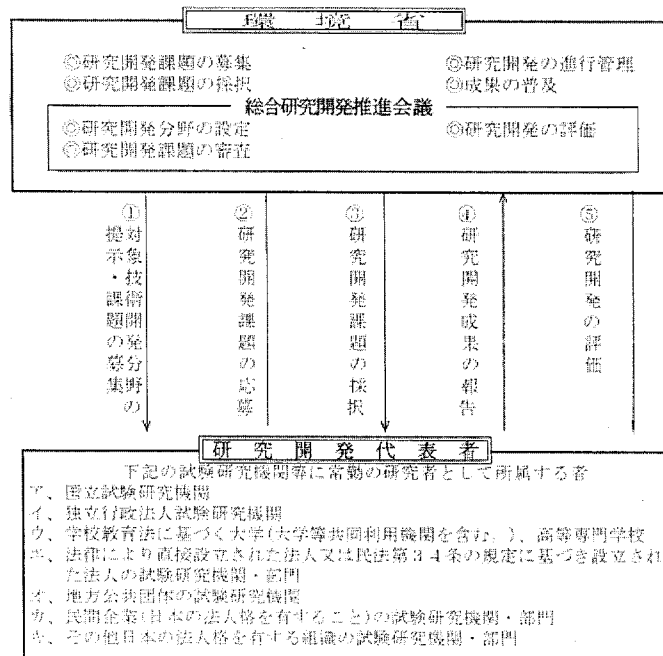 環境省
◎研究開発課題の募集
◎研究開発課題の採択
◎研究開発の進行管理
◎成果の普及
総合研究開発推進会議
◎研究開発分野の設定
◎研究開発課題の審査
◎研究開発の評価
①対象技術開発分野の
提示・課題の募集
②研究開発課題の応募
③研究開発課題の採択
④研究開発成果の報告
⑤研究開発の評価
研究開発代表者
下記の試験研究機関等に常勤の研究者として所属する者
ア、国立試験研究機関
イ、独立行政法人試験研究機関
ウ、学校教育法に基づく大学(大学等共同利用機関を含む。)、高等専門学校
エ、法律により直接設立された法人又は民法第34条の規定に基づき設立され
た法人の試験研究機関・部門
オ、地方公共団体の試験研究機関
カ、民間企業(日本の法人格を有すること)の試験研究機関・部門
キ、その他日本の法人格を有する組織の試験研究機関・部門